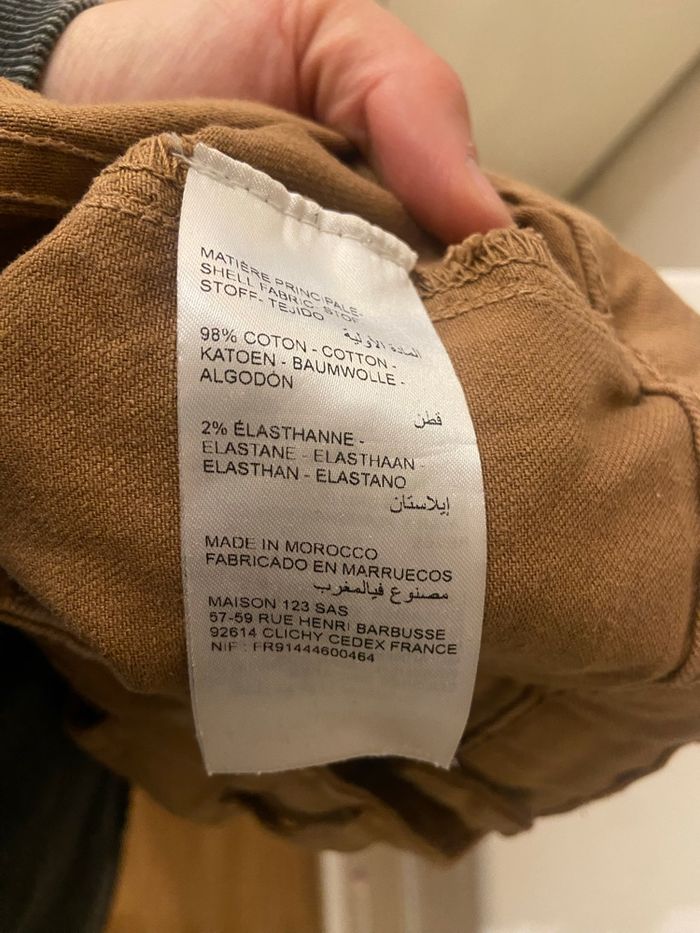 MATIÈRE PRINCIPALE-
SHELL FABRIC- STOF
STOFF- TEJIDO
المادة الأولية
98% COTON - COTTON -
KATOEN - BAUMWOLLE -
ALGODÓN
قطن
2% ÉLASTHANNE -
ELASTANE - ELASTHAAN -
ELASTHAN - ELASTANO
إيلاستان
MADE IN MOROCCO
FABRICADO EN MARRUECOS
مصنوع فيالمغرب
MAISON 123 SAS
57-59 RUE HENRI BARBUSSE
92614 CLICHY CEDEX FRANCE
NIF : FR91444600464